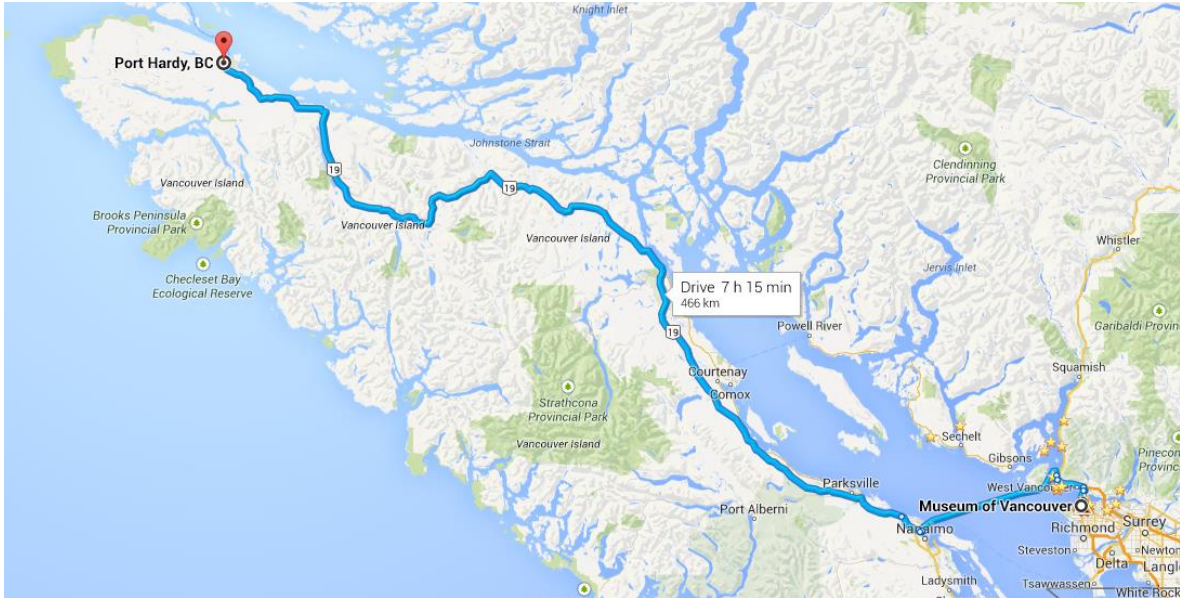 Knight Inlet
Port Hardy, BC
Johnstone Strait
Clendinning
Provincial Park
19
Vancouver Island
19
Brooks Peninsula
Provincial Park
Vancouver Island
Vancouver Island
Whistler
Checleset Bay
Ecological Reserve
Jervis Inlet
Drive 7 h 15 min
466 km
Powell River
19
Garibaldi Provin
Courtenay
Comox
Squamish
Strathcona
Provincial Park
Vancouver Island
Sechelt
Gibsons
Pinecon
Provinc
Parksville
West Vancouver
Port Alberni
Museum of Vancouver
Nanaimo
Richmond
Surrey
Steveston
Newton
Delta
Langle
Ladysmith
Tsawwassen
White Rock